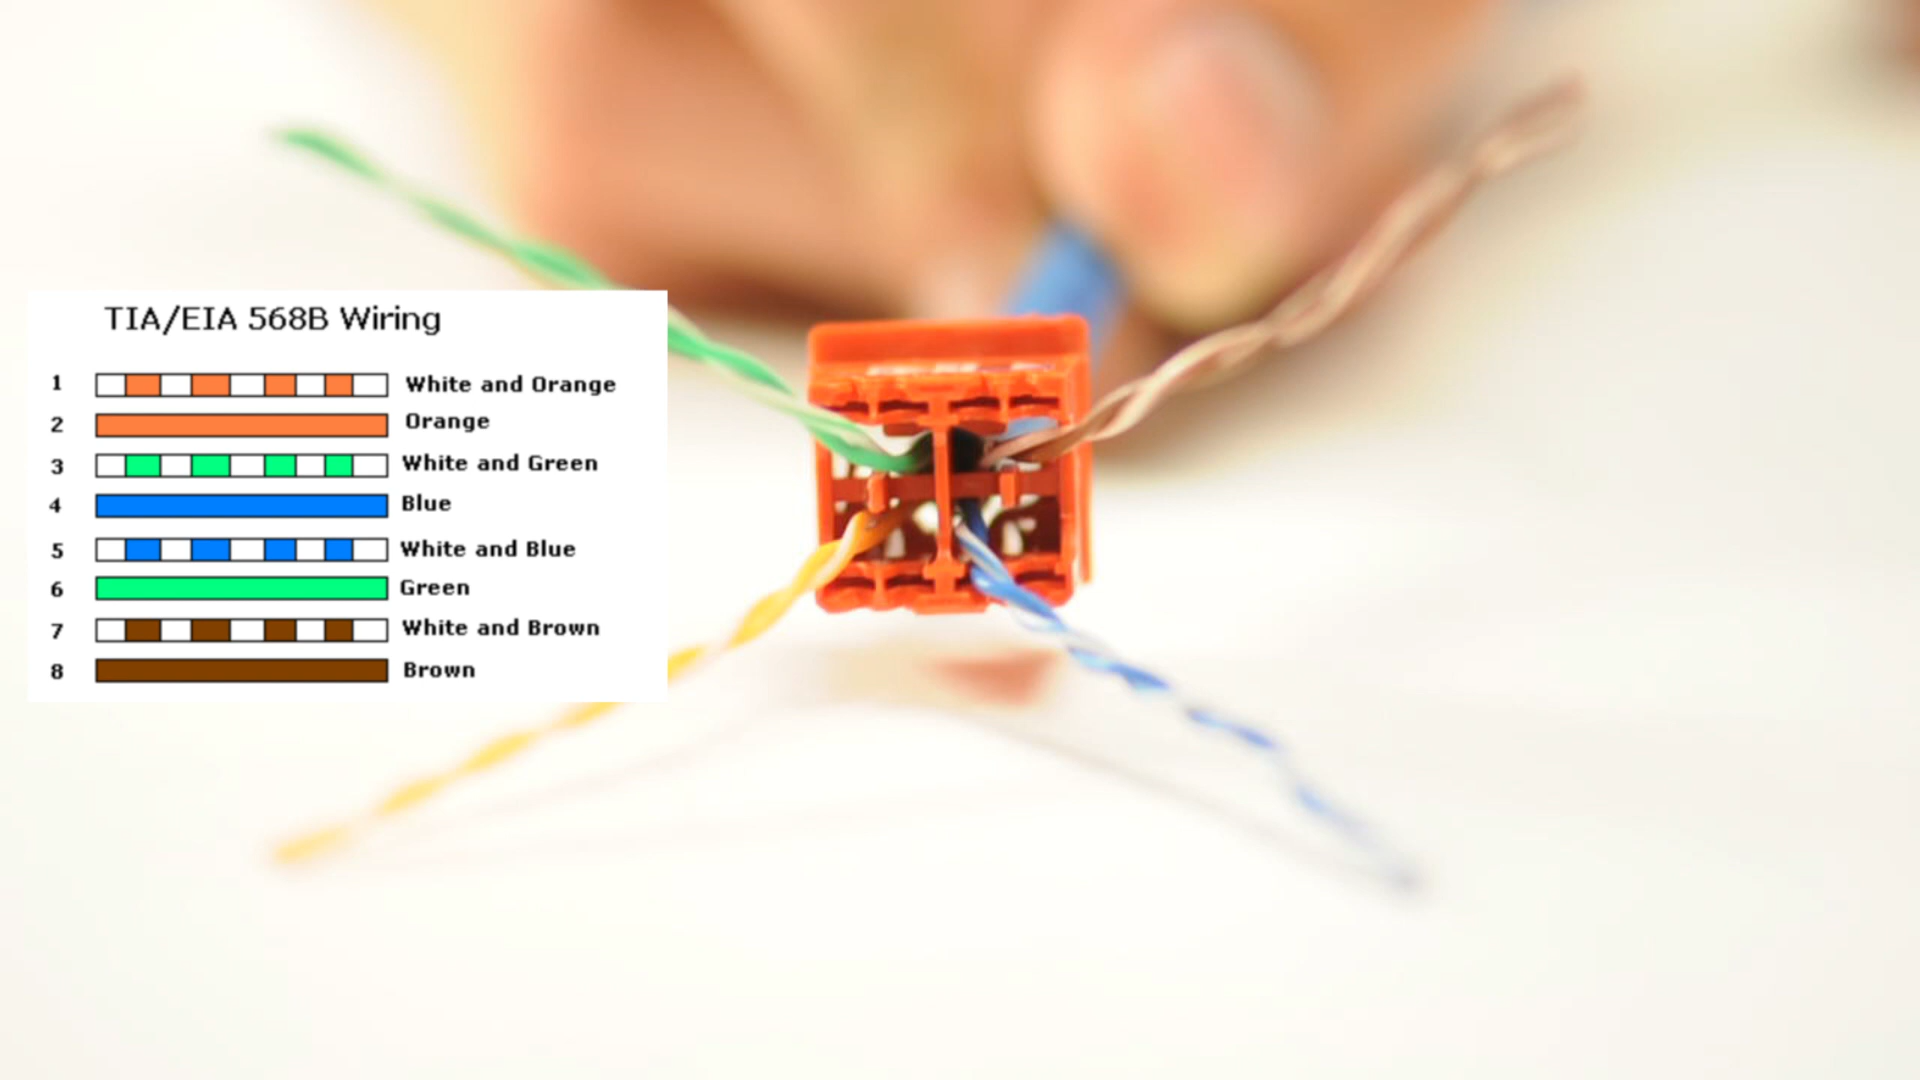 TIA/EIA 568B Wiring
1 White and Orange
2 Orange
3 White and Green
4 Blue
5 White and Blue
6 Green
7 White and Brown
8 Brown